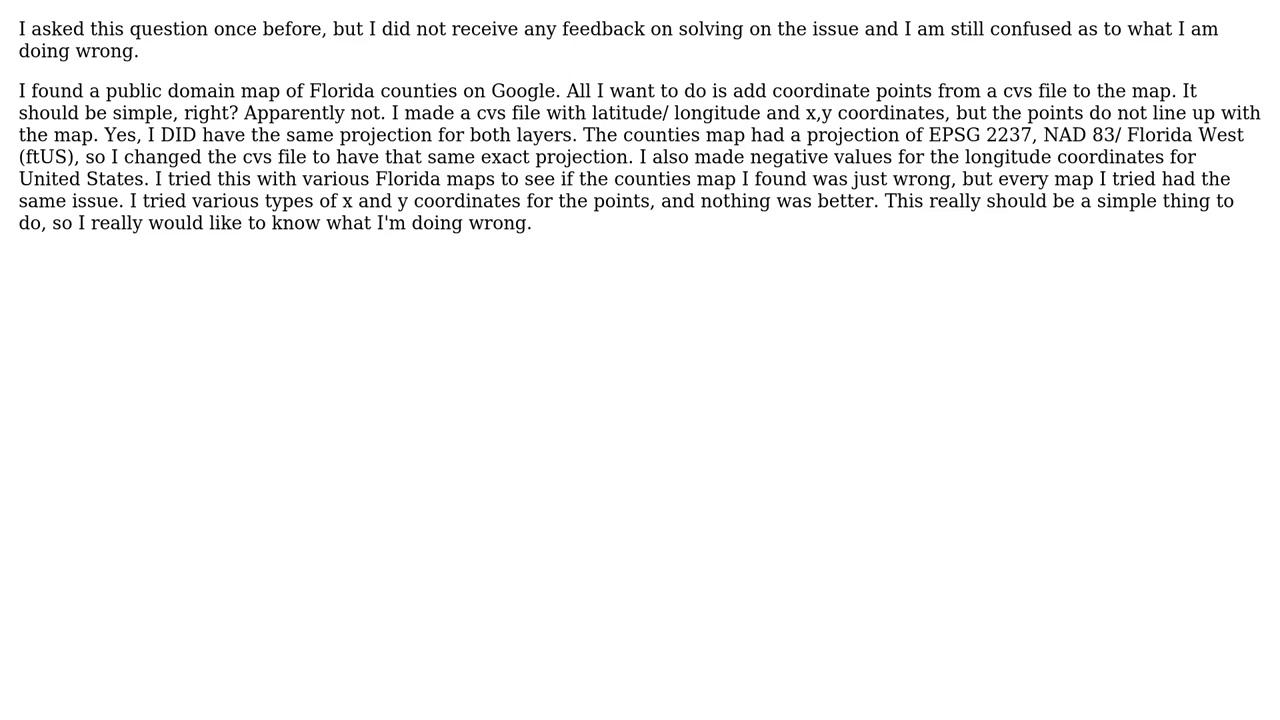 I asked this question once before, but I did not receive any feedback on solving on the issue and I am still confused as to what I am
doing wrong.
I found a public domain map of Florida counties on Google. All I want to do is add coordinate points from a cvs file to the map. It
should be simple, right? Apparently not. I made a cvs file with latitude/ longitude and x,y coordinates, but the points do not line up with
the map. Yes, I DID have the same projection for both layers. The counties map had a projection of EPSG 2237, NAD 83/ Florida West
(ftUS), so I changed the cvs file to have that same exact projection. I also made negative values for the longitude coordinates for
United States. I tried this with various Florida maps to see if the counties map I found was just wrong, but every map I tried had the
same issue. I tried various types of x and y coordinates for the points, and nothing was better. This really should be a simple thing to
do, so I really would like to know what I'm doing wrong.